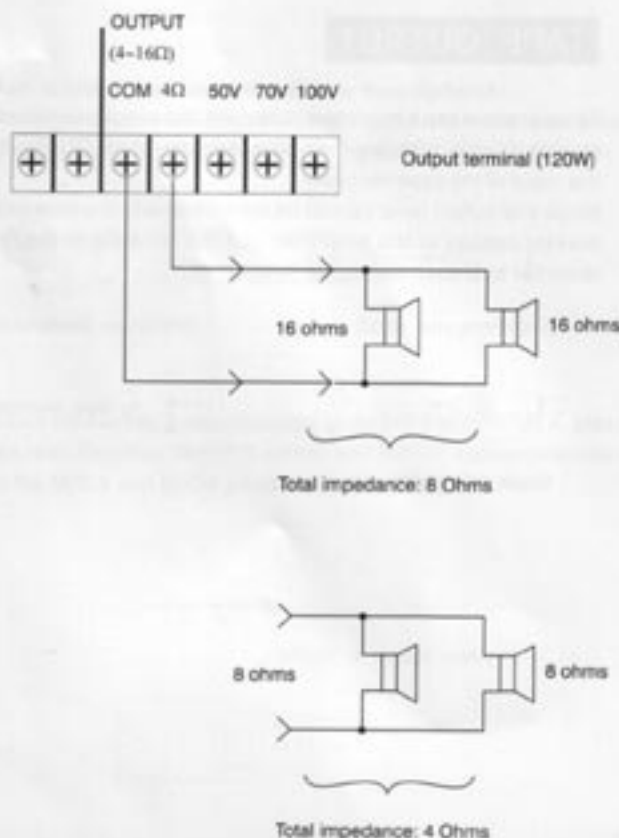 OUTPUT
(4~16Ω)
COM 4Ω 50V 70V 100V
Output terminal (120W)
16 ohms
16 ohms
Total impedance: 8 Ohms
8 ohms
8 ohms
Total impedance: 4 Ohms